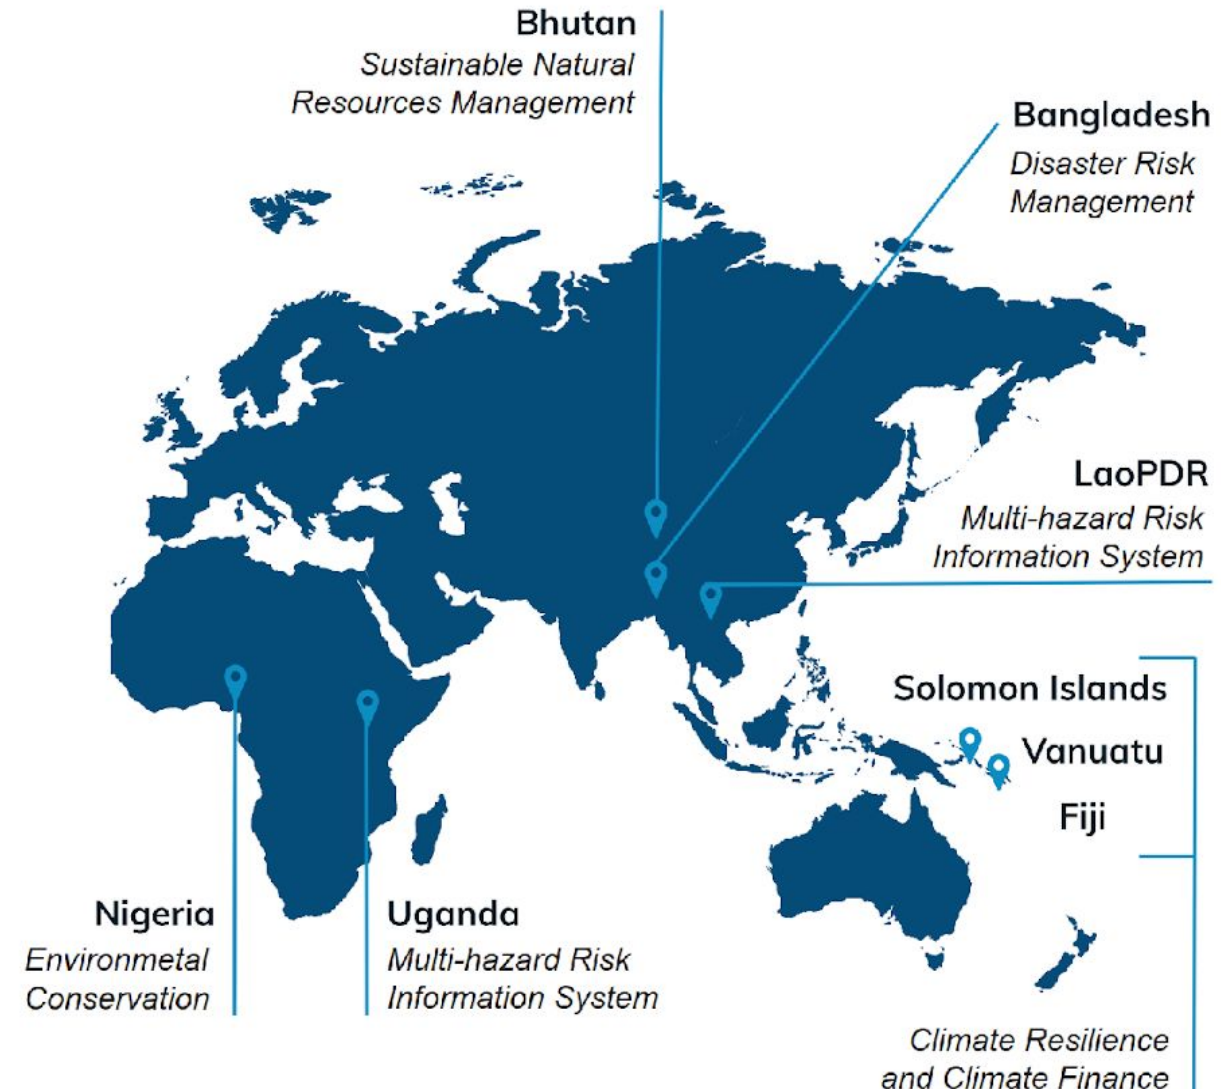 Bhutan
Sustainable Natural
Resources Management
Bangladesh
Disaster Risk
Management
LaoPDR
Multi-hazard Risk
Information System
Solomon Islands
Vanuatu
Fiji
Nigeria
Environmetal
Conservation
Uganda
Multi-hazard Risk
Information System
Climate Resilience
and Climate Finance